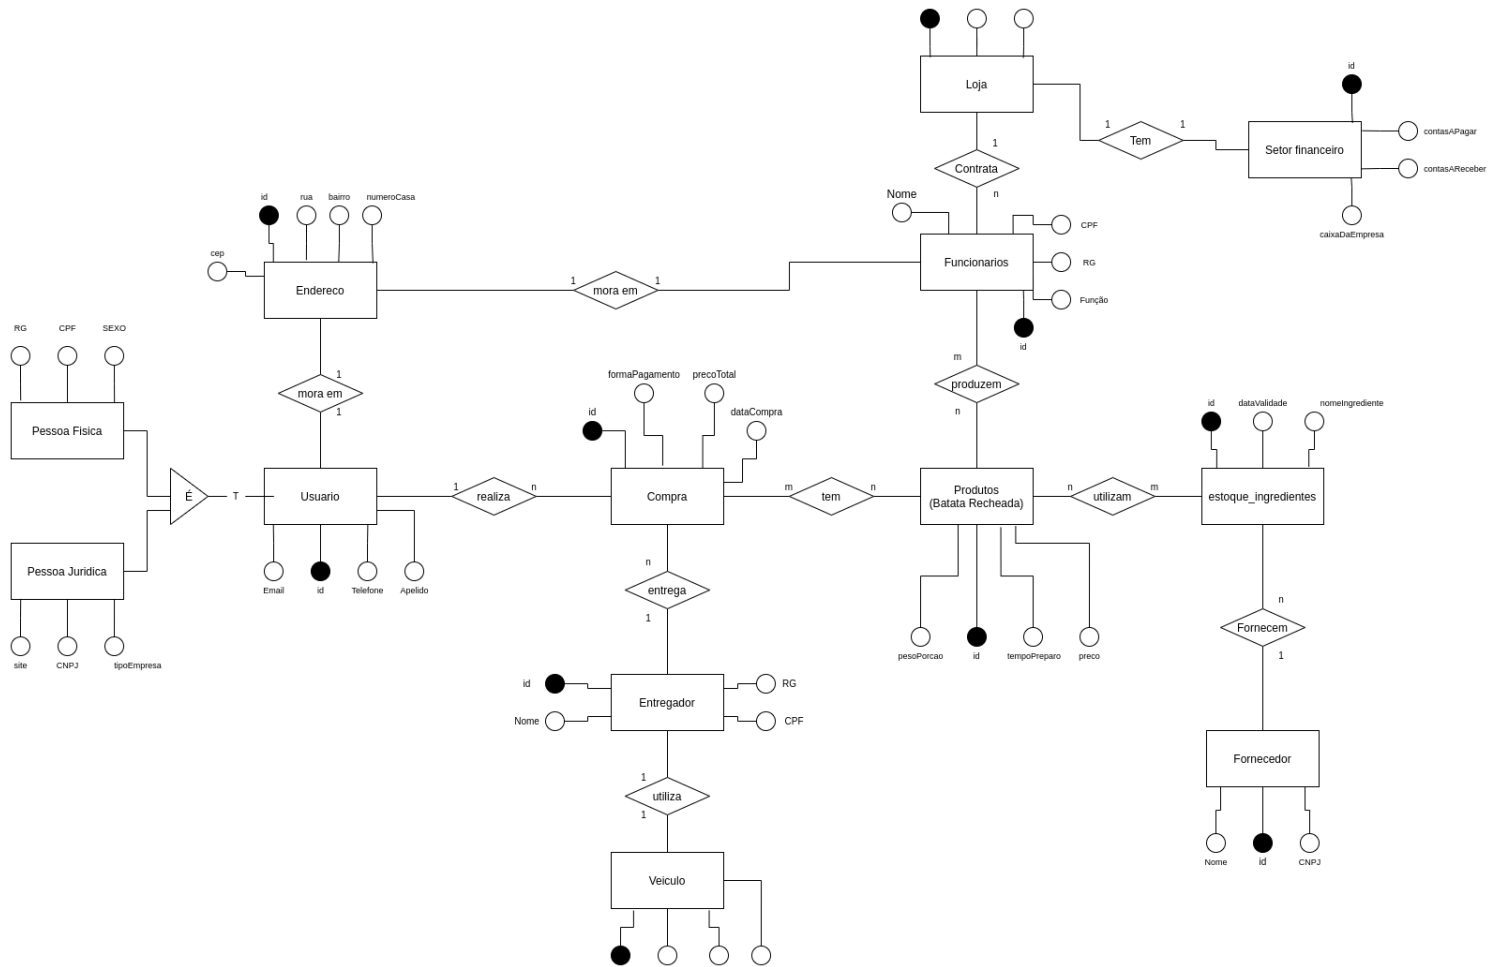 Loja
id
1
1
Tem
contasAPagar
Setor financeiro
1
Contrata
contasAReceber
n
Nome
id
rua
bairro
numeroCasa
CPF
caixaDaEmpresa
cep
Funcionarios
RG
1
1
mora em
Endereco
Função
RG
CPF
SEXO
id
m
1
mora em
1
formaPagamento
precoTotal
produzem
n
id
dataCompra
id
dataValidade
nomeIngrediente
Pessoa Fisica
É
T
Usuario
1
realiza
n
Compra
m
tem
n
Produtos
(Batata Recheada)
n
utilizam
m
estoque_ingredientes
Pessoa Juridica
Email
id
Telefone
Apelido
n
entrega
1
n
Fornecem
1
site
CNPJ
tipoEmpresa
pesoPorcao
id
tempoPreparo
preco
id
RG
Entregador
Nome
CPF
Fornecedor
1
utiliza
1
Nome
id
CNPJ
Veiculo